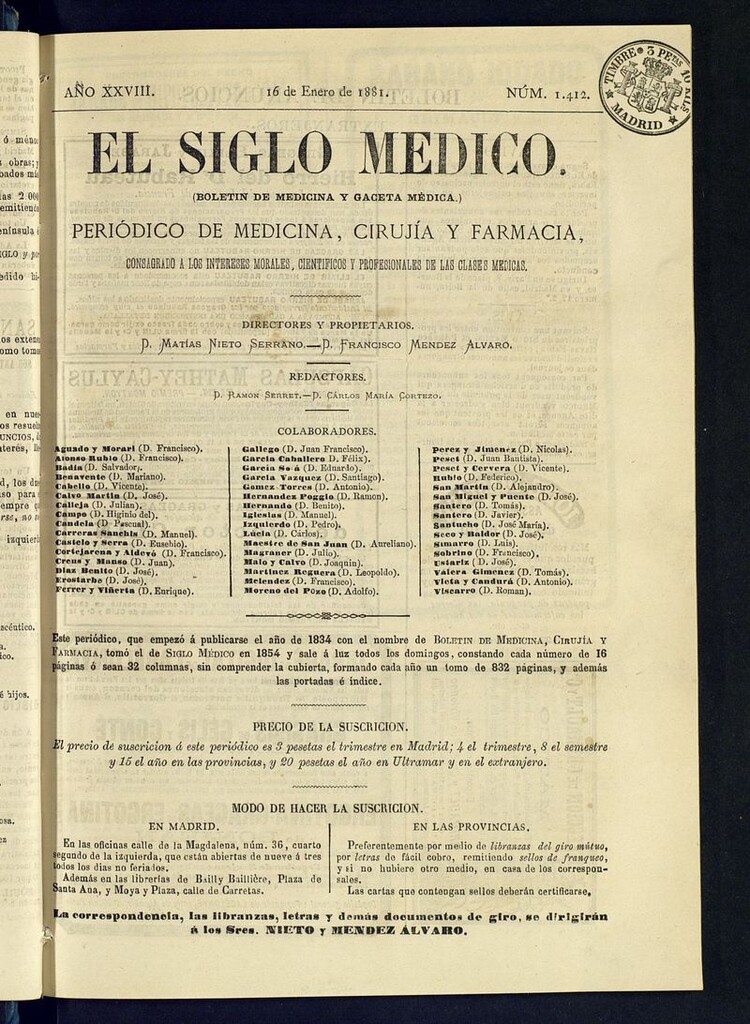 AÑO XXVIII.
16 de Enero de 1881.
NÚM. 1.412.
TIMBRE 3 PETAS 10 KILS
MADRID
EL SIGLO MEDICO.
(BOLETIN DE MEDICINA Y GACETA MÉDICA.)
PERIÓDICO DE MEDICINA, CIRUJÍA Y FARMACIA,
CONSAGRADO A LOS INTERESES MORALES, CIENTIFICOS Y PROFESIONALES DE LAS CLASES MEDICAS.
DIRECTORES Y PROPIETARIOS.
D. MATÍAS NIETO SERRANO.—D. FRANCISCO MENDEZ ALVARO.
REDACTORES.
D. RAMON SERRET.—D. CÁRLOS MARÍA CORTEZO.
COLABORADORES.
Aguado y Morari (D. Francisco).
Alonso Rubio (D. Francisco).
Badía (D. Salvador).
Benavente (D. Mariano).
Cabello (D. Vicente).
Calvo Martin (D. José).
Calleja (D. Julian).
Campo (D. Higinio del).
Candela (D Pascual).
Carreras Sanchis (D. Manuel).
Castelo y Serra (D. Eusebio).
Cortejarena y Aldevó (D. Francisco).
Creus y Manso (D. Juan).
Diaz Benito (D. José).
Erostarbe (D. José).
Ferrer y Viñerta (D. Enrique).
Gallego (D. Juan Francisco).
García Caballero (D. Félix).
García Solá (D. Eduardo).
García Vazquez (D. Santiago).
Gomez Torres (D. Antonio).
Hernandez Poggio (D. Ramon).
Hernando (D. Benito).
Iglesias (D. Manuel).
Izquierdo (D. Pedro).
Lúcia (D. Cárlos).
Maestre de San Juan (D. Aureliano).
Magraner (D. Julio).
Malo y Calvo (D. Joaquin).
Martinez Reguera (D. Leopoldo).
Melendez (D. Francisco).
Moreno del Pozo (D. Adolfo).
Perez y Jimenez (D. Nicolas).
Peset (D. Juan Bautista).
Peset y Cervera (D. Vicente).
Rubio (D. Federico).
San Martin (D. Alejandro).
San Miguel y Puente (D. José).
Santero (D. Tomás).
Santero (D. Javier).
Santucho (D. José María).
Seco y Baldor (D. José).
Simarro (D. Luis).
Sobrino (D. Francisco).
Ustariz (D. José).
Valera Gimenez (D. Tomás).
Vieta y Candurá (D. Antonio).
Viscarro (D. Roman).
Este periódico, que empezó á publicarse el año de 1834 con el nombre de BOLETIN DE MEDICINA, CIRUJÍA Y
FARMACIA, tomó el de SIGLO MÉDICO en 1854 y sale á luz todos los domingos, constando cada número de 16
páginas ó sean 32 columnas, sin comprender la cubierta, formando cada año un tomo de 832 páginas, y además
las portadas é índice.
PRECIO DE LA SUSCRICION.
El precio de suscricion á este periódico es 3 pesetas el trimestre en Madrid; 4 el trimestre, 8 el semestre
y 15 el año en las provincias, y 20 pesetas el año en Ultramar y en el extranjero.
MODO DE HACER LA SUSCRICION.
EN MADRID.
En las oficinas calle de la Magdalena, núm. 36, cuarto
segundo de la izquierda, que están abiertas de nueve á tres
todos los dias no feriados.
Además en las librerías de Bailly Baillière, Plaza de
Santa Ana, y Moya y Plaza, calle de Carretas.
EN LAS PROVINCIAS.
Preferentemente por medio de libranzas del giro mútuo,
por letras de fácil cobro, remitiendo sellos de franqueo,
y si no hubiere otro medio, en casa de los correspon-
sales.
Las cartas que contengan sellos deberán certificarse.
La correspondencia, las libranzas, letras y demás documentos de giro, se dirigirán
á los Sres. NIETO y MENDEZ ÁLVARO.